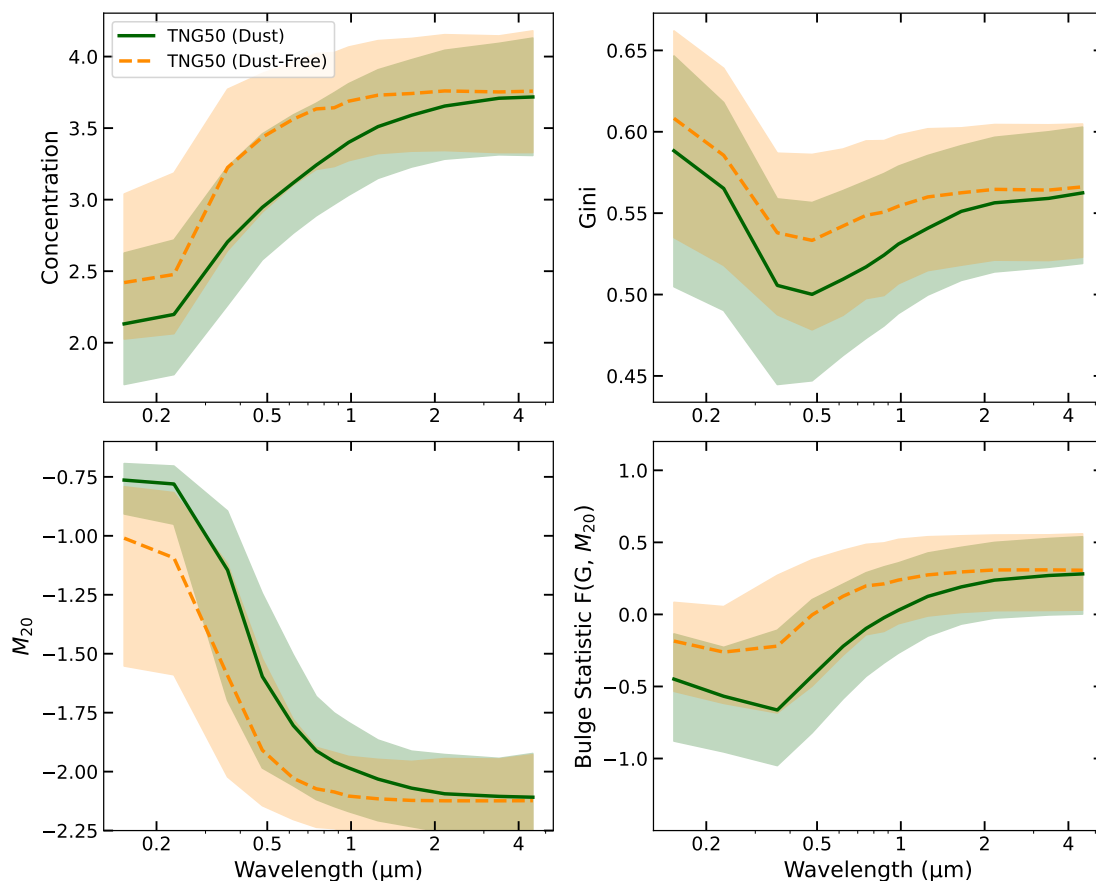 TNG50 (Dust)
TNG50 (Dust-Free)
Concentration
4.0
3.5
3.0
2.5
2.0
0.2 0.5 1 2 4
Gini
0.65
0.60
0.55
0.50
0.45
0.2 0.5 1 2 4
M20
−0.75
−1.00
−1.25
−1.50
−1.75
−2.00
−2.25
0.2 0.5 1 2 4
Wavelength (μm)
Bulge Statistic F(G, M20)
1.0
0.5
0.0
−0.5
−1.0
0.2 0.5 1 2 4
Wavelength (μm)